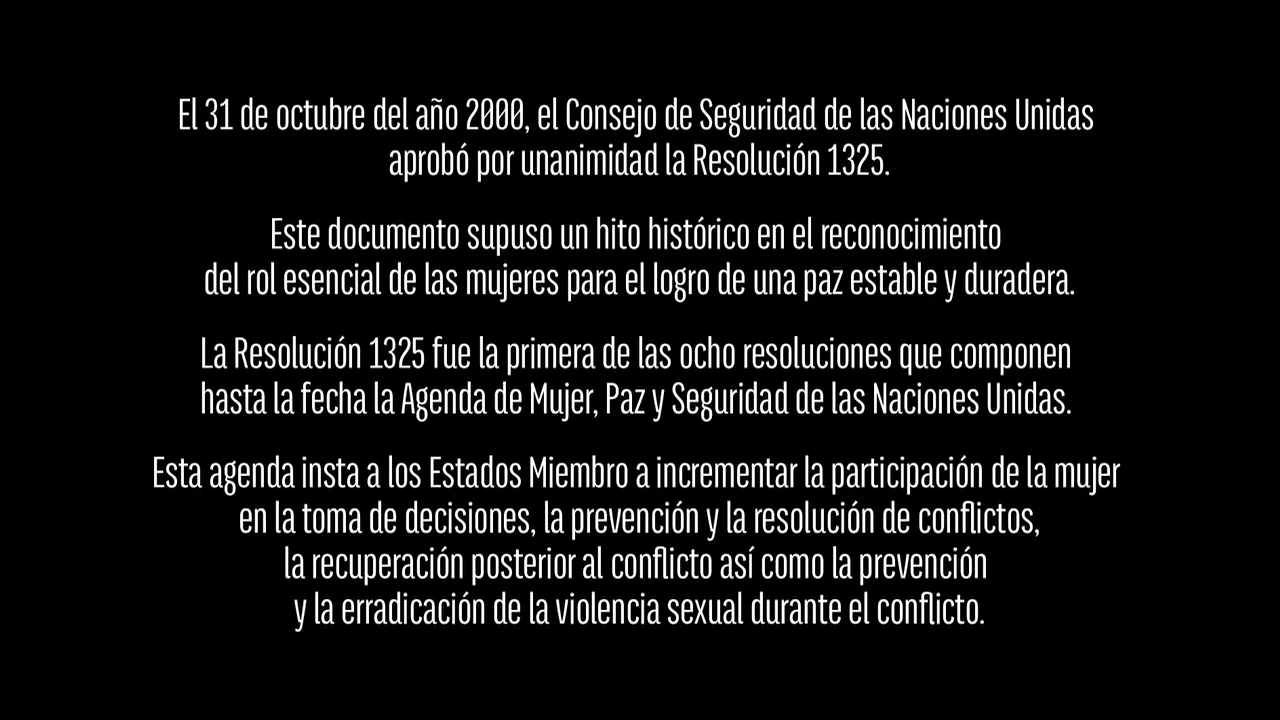 El 31 de octubre del año 2000, el Consejo de Seguridad de las Naciones Unidas
aprobó por unanimidad la Resolución 1325.
Este documento supuso un hito histórico en el reconocimiento
del rol esencial de las mujeres para el logro de una paz estable y duradera.
La Resolución 1325 fue la primera de las ocho resoluciones que componen
hasta la fecha la Agenda de Mujer, Paz y Seguridad de las Naciones Unidas.
Esta agenda insta a los Estados Miembro a incrementar la participación de la mujer
en la toma de decisiones, la prevención y la resolución de conflictos,
la recuperación posterior al conflicto así como la prevención
y la erradicación de la violencia sexual durante el conflicto.